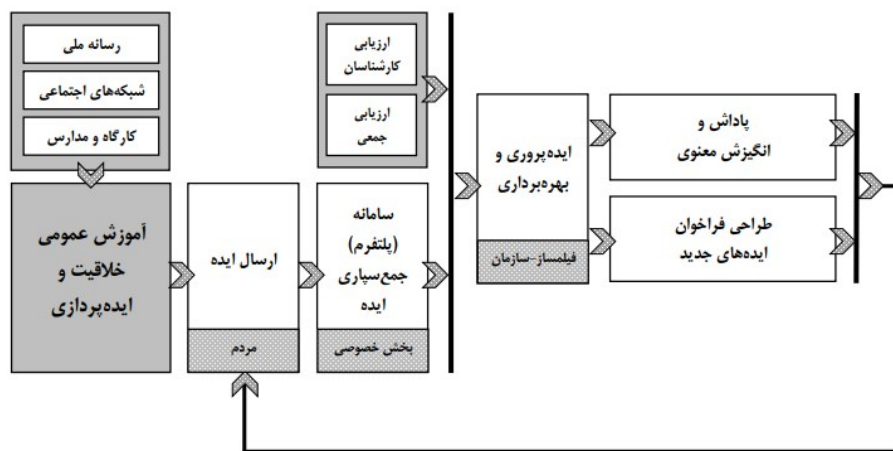 رسانه ملی
شبکه‌های اجتماعی
کارگاه و مدارس
آموزش عمومی
خلاقیت و
ایده‌پردازی
ارسال ایده
مردم
ارزیابی
کارشناسان
ارزیابی
جمعی
سامانه
(پلتفرم)
جمع‌سپاری
ایده
بخش خصوصی
ایده‌پروری و
بهره‌برداری
فیلمساز-سازمان
پاداش و
انگیزش معنوی
طراحی فراخوان
ایده‌های جدید